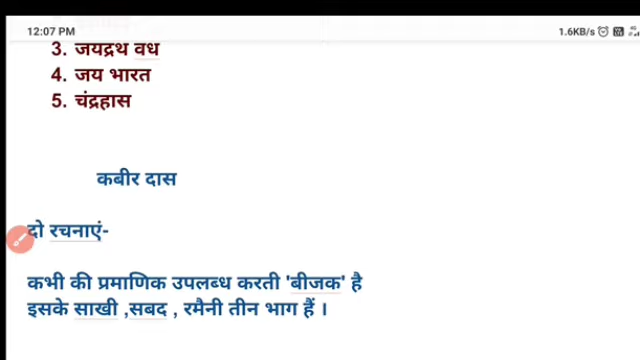 12:07 PM
1.6KB/s
3. जयद्रथ वध
4. जय भारत
5. चंद्रहास
कबीर दास
दो रचनाएं-
कभी की प्रमाणिक उपलब्ध करती 'बीजक' है
इसके साखी ,सबद , रमैनी तीन भाग हैं ।